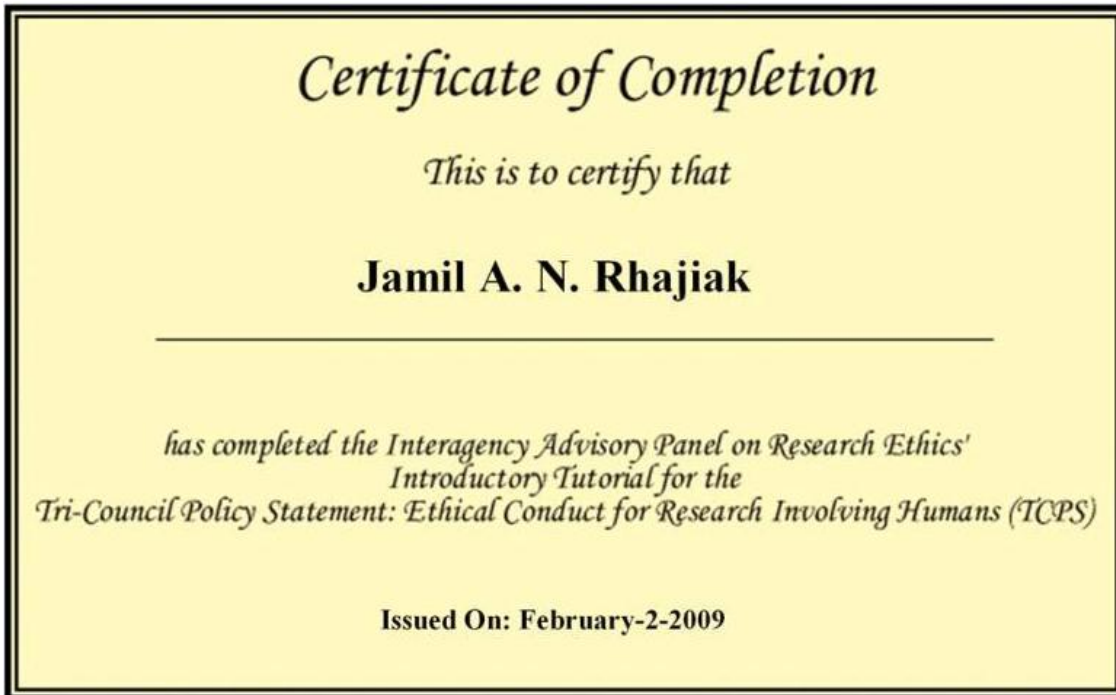 Certificate of Completion
This is to certify that
Jamil A. N. Rhajiak
has completed the Interagency Advisory Panel on Research Ethics'
Introductory Tutorial for the
Tri-Council Policy Statement: Ethical Conduct for Research Involving Humans (TCPS)
Issued On: February-2-2009